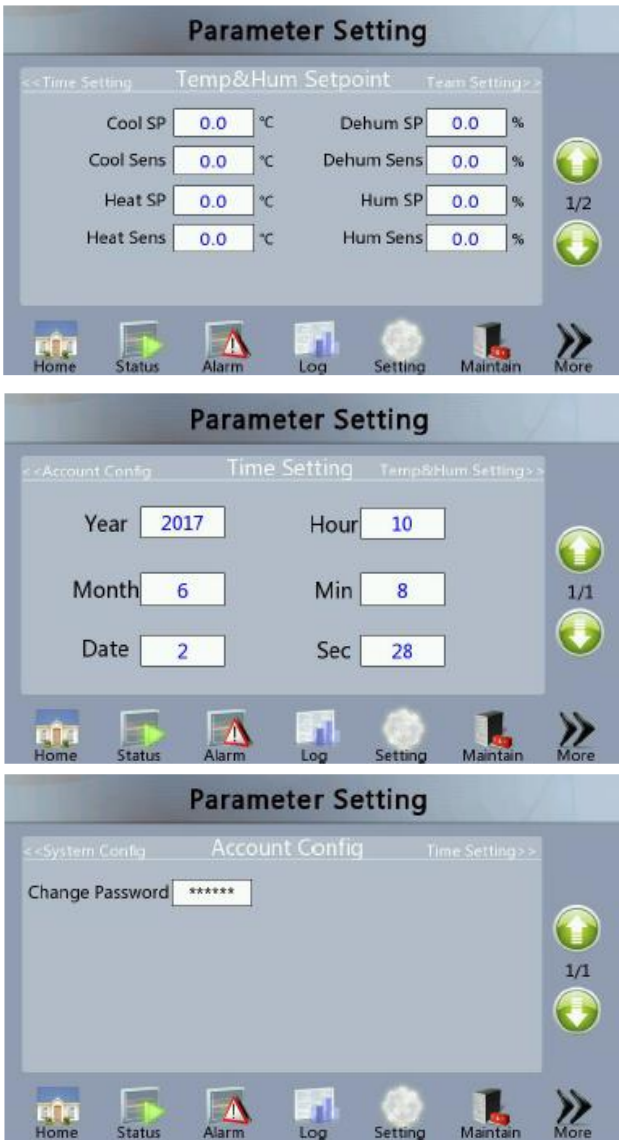 Parameter Setting
<<Time Setting Temp&Hum Setpoint Team Setting>>
Cool SP 0.0 ℃ Dehum SP 0.0 %
Cool Sens 0.0 ℃ Dehum Sens 0.0 %
Heat SP 0.0 ℃ Hum SP 0.0 % 1/2
Heat Sens 0.0 ℃ Hum Sens 0.0 %
Home Status Alarm Log Setting Maintain More
Parameter Setting
<<Account Config Time Setting Temp&Hum Setting>>
Year 2017 Hour 10
Month 6 Min 8 1/1
Date 2 Sec 28
Home Status Alarm Log Setting Maintain More
Parameter Setting
<<System Config Account Config Time Setting>>
Change Password ******
1/1
Home Status Alarm Log Setting Maintain More